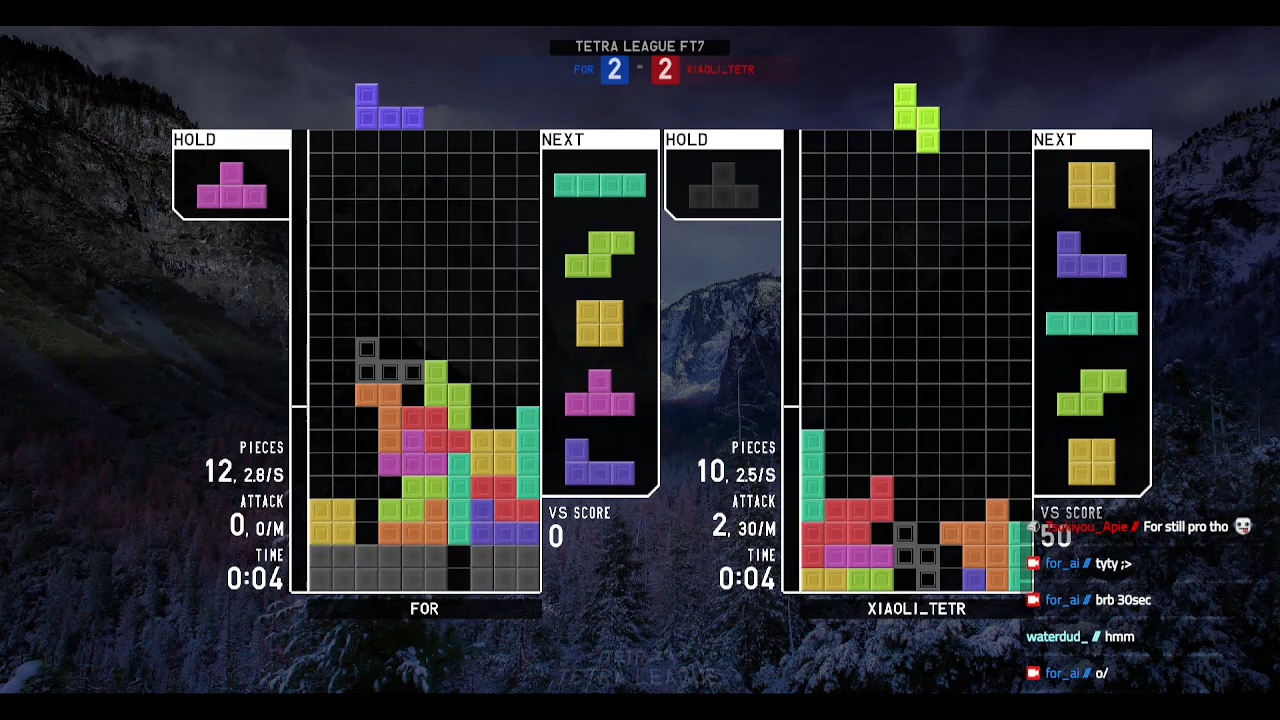 TETRA LEAGUE FT7
FOR 2 - 2 XIAOLI_TETR
HOLD
NEXT
HOLD
NEXT
PIECES
12, 2.8/S
ATTACK
0, 0/M
TIME
0:04
VS SCORE
0
PIECES
10, 2.5/S
ATTACK
2, 30/M
TIME
0:04
VS SCORE
50
FOR
XIAOLI_TETR
Tsukiyou_Apie // For still pro tho
for_ai // tyty ;>
for_ai // brb 30sec
waterdud_ // hmm
for_ai // o/